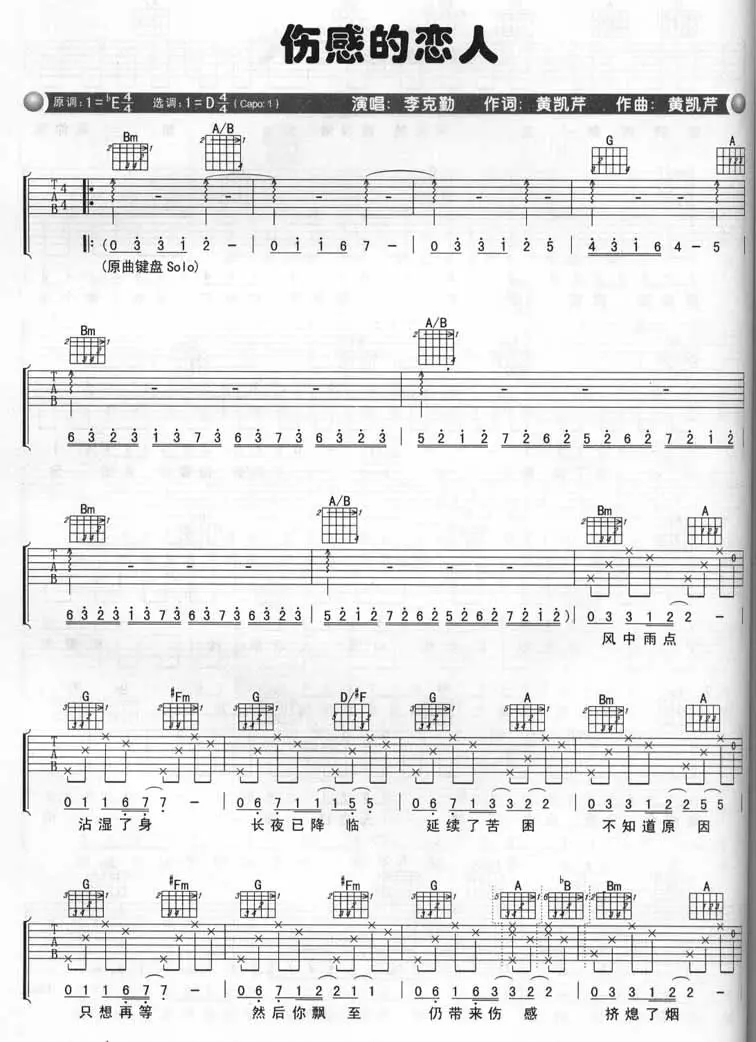 伤感的恋人
原调:1=♭E 4/4 选调:1=D 4/4 (Capo:1) 演唱:李克勤 作词:黄凯芹 作曲:黄凯芹
Bm A/B G A
T A B 4 4
‖: (0 3 3 1 2 – | 0 1 1 6 7 – | 0 3 3 1 2 5 | 4 3 1 6 4 – 5
(原曲键盘 Solo)
Bm A/B
T A B
6 3 2 3 1 3 7 3 6 3 7 3 6 3 2 3 | 5 2 1 2 7 2 6 2 5 2 6 2 7 2 1 2
Bm A/B Bm A
T A B
6 3 2 3 1 3 7 3 6 3 7 3 6 3 2 3 | 5 2 1 2 7 2 6 2 5 2 6 2 7 2 1 2) | 0 3 3 1 2 2 –
风中雨点
G #Fm G D/#F G A Bm A
T A B
0 1 1 6 7 7 – | 0 6 7 1 1 5 5 | 0 6 7 1 3 3 2 2 | 0 3 3 1 2 2 5 5
沾湿了身 长夜已降临 延续了苦困 不知道原因
G #Fm G #Fm G A ♭B Bm A
T A B
0 1 1 6 7 7 – | 0 6 7 1 2 2 1 1 | 0 1 6 1 3 3 2 2 | 0 3 3 1 2 2 –
只想再等 然后你飘至 仍带来伤感 挤熄了烟